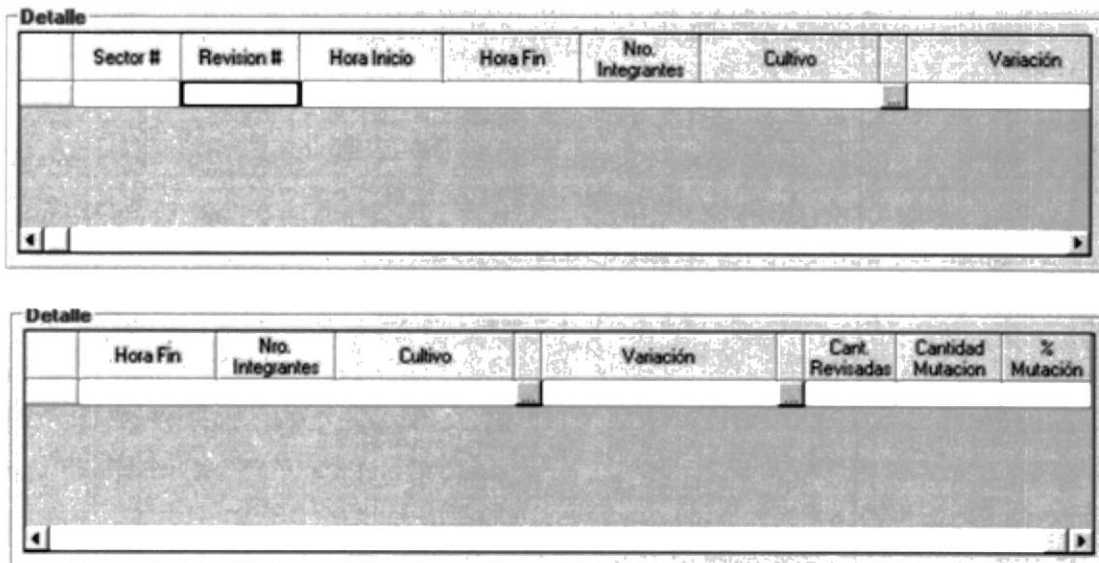 Detalle
Sector # Revision # Hora Inicio Hora Fin Nro. Integrantes Cultivo ... Variación
Detalle
Hora Fin Nro. Integrantes Cultivo ... Variación ... Cant. Revisadas Cantidad Mutacion % Mutación